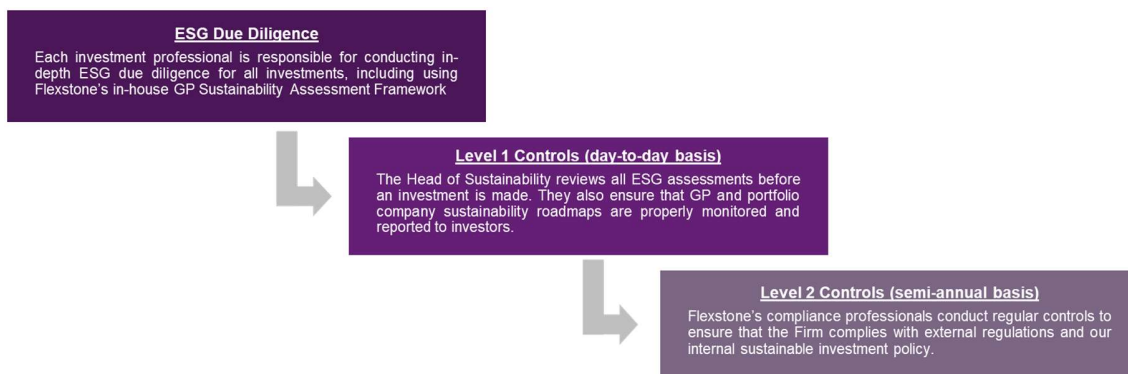 ESG Due Diligence
Each investment professional is responsible for conducting in-
depth ESG due diligence for all investments, including using
Flexstone's in-house GP Sustainability Assessment Framework
Level 1 Controls (day-to-day basis)
The Head of Sustainability reviews all ESG assessments before
an investment is made. They also ensure that GP and portfolio
company sustainability roadmaps are properly monitored and
reported to investors.
Level 2 Controls (semi-annual basis)
Flexstone's compliance professionals conduct regular controls to
ensure that the Firm complies with external regulations and our
internal sustainable investment policy.